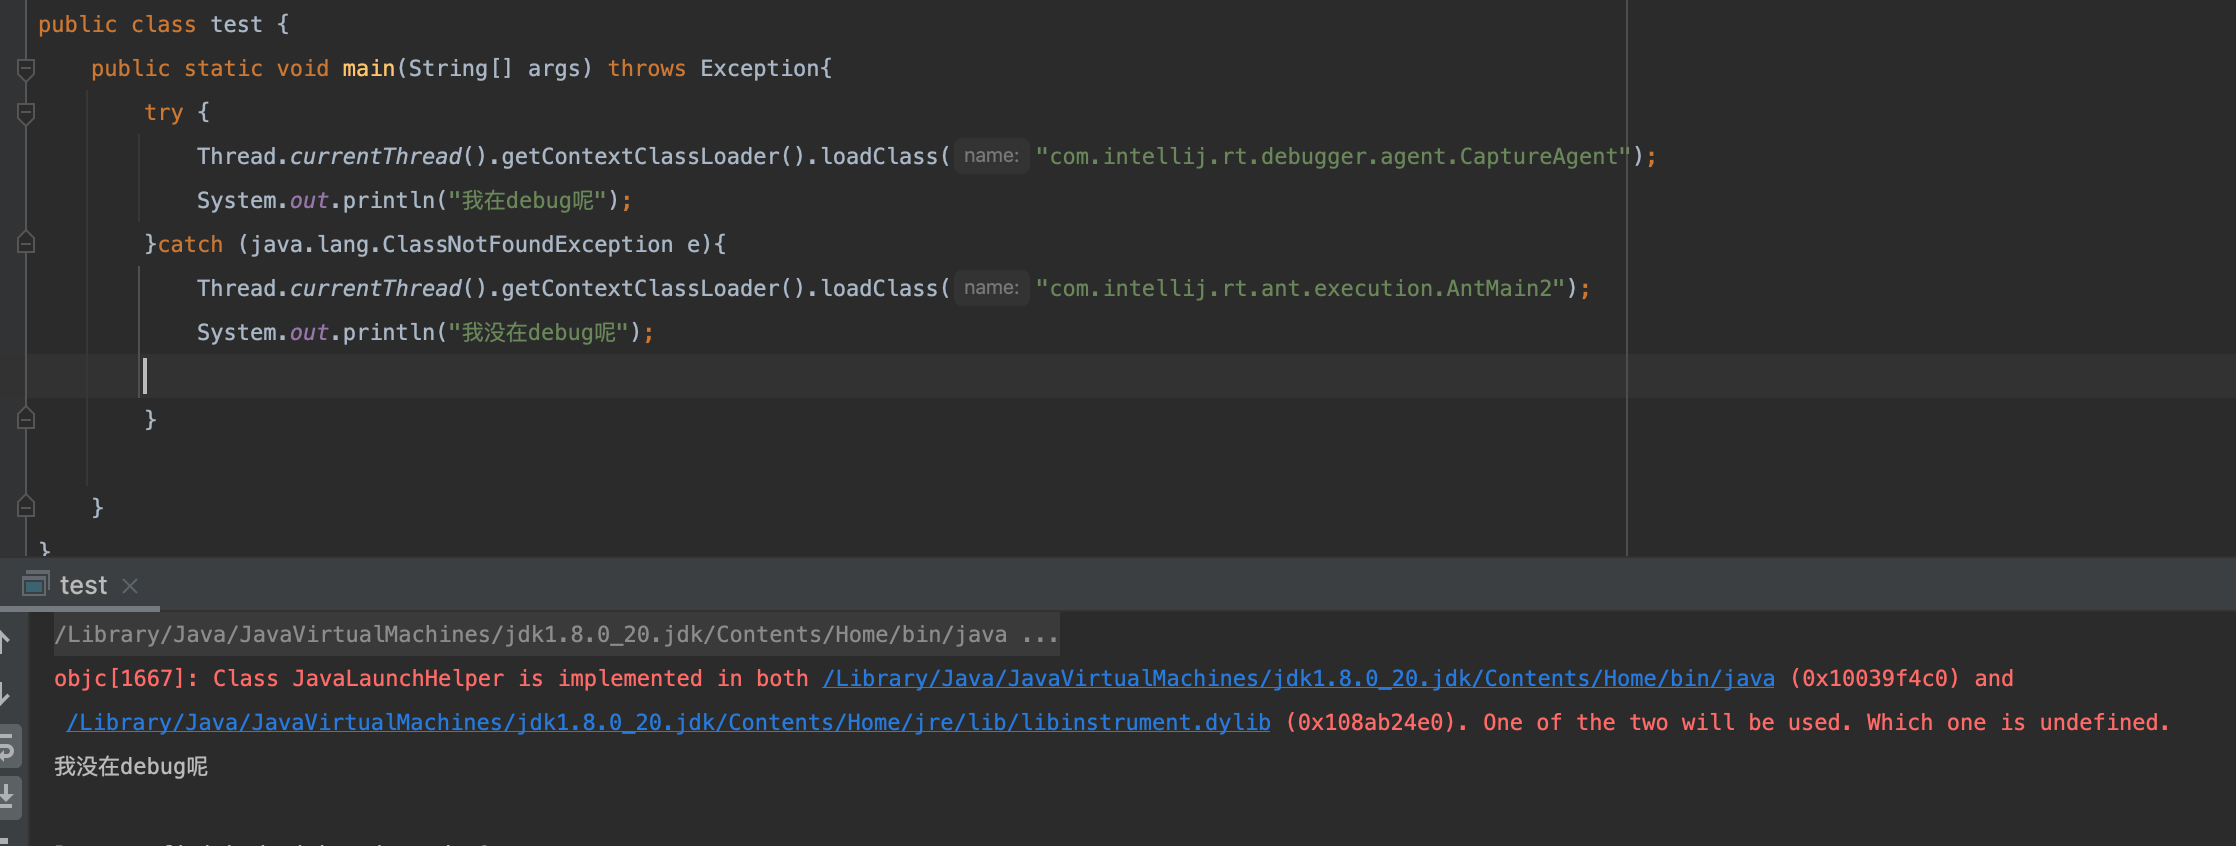 public class test {
public static void main(String[] args) throws Exception{
try {
Thread.currentThread().getContextClassLoader().loadClass( name: "com.intellij.rt.debugger.agent.CaptureAgent");
System.out.println("我在debug呢");
}catch (java.lang.ClassNotFoundException e){
Thread.currentThread().getContextClassLoader().loadClass( name: "com.intellij.rt.ant.execution.AntMain2");
System.out.println("我没在debug呢");
}
}
}
test
/Library/Java/JavaVirtualMachines/jdk1.8.0_20.jdk/Contents/Home/bin/java ...
objc[1667]: Class JavaLaunchHelper is implemented in both /Library/Java/JavaVirtualMachines/jdk1.8.0_20.jdk/Contents/Home/bin/java (0x10039f4c0) and
/Library/Java/JavaVirtualMachines/jdk1.8.0_20.jdk/Contents/Home/jre/lib/libinstrument.dylib (0x108ab24e0). One of the two will be used. Which one is undefined.
我没在debug呢